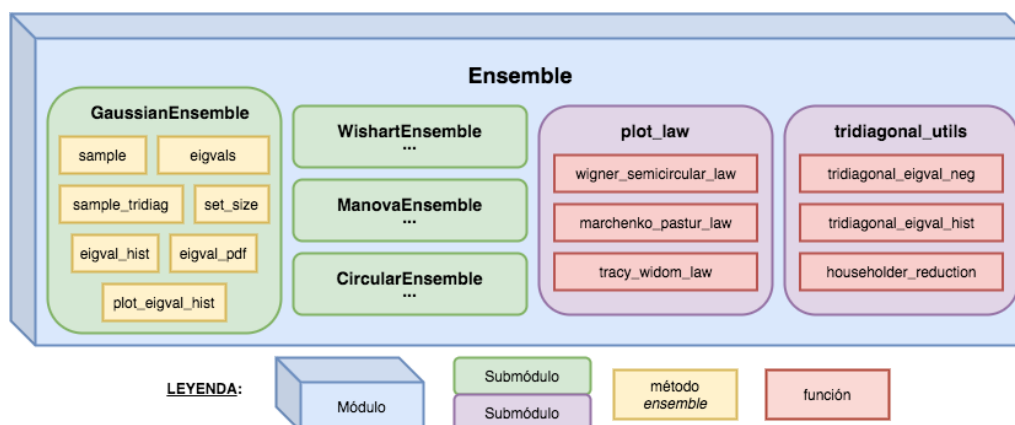 Ensemble
GaussianEnsemble
sample
eigvals
sample_tridiag
set_size
eigval_hist
eigval_pdf
plot_eigval_hist
WishartEnsemble
...
ManovaEnsemble
...
CircularEnsemble
...
plot_law
wigner_semicircular_law
marchenko_pastur_law
tracy_widom_law
tridiagonal_utils
tridiagonal_eigval_neg
tridiagonal_eigval_hist
householder_reduction
LEYENDA:
Módulo
Submódulo
Submódulo
método
ensemble
función